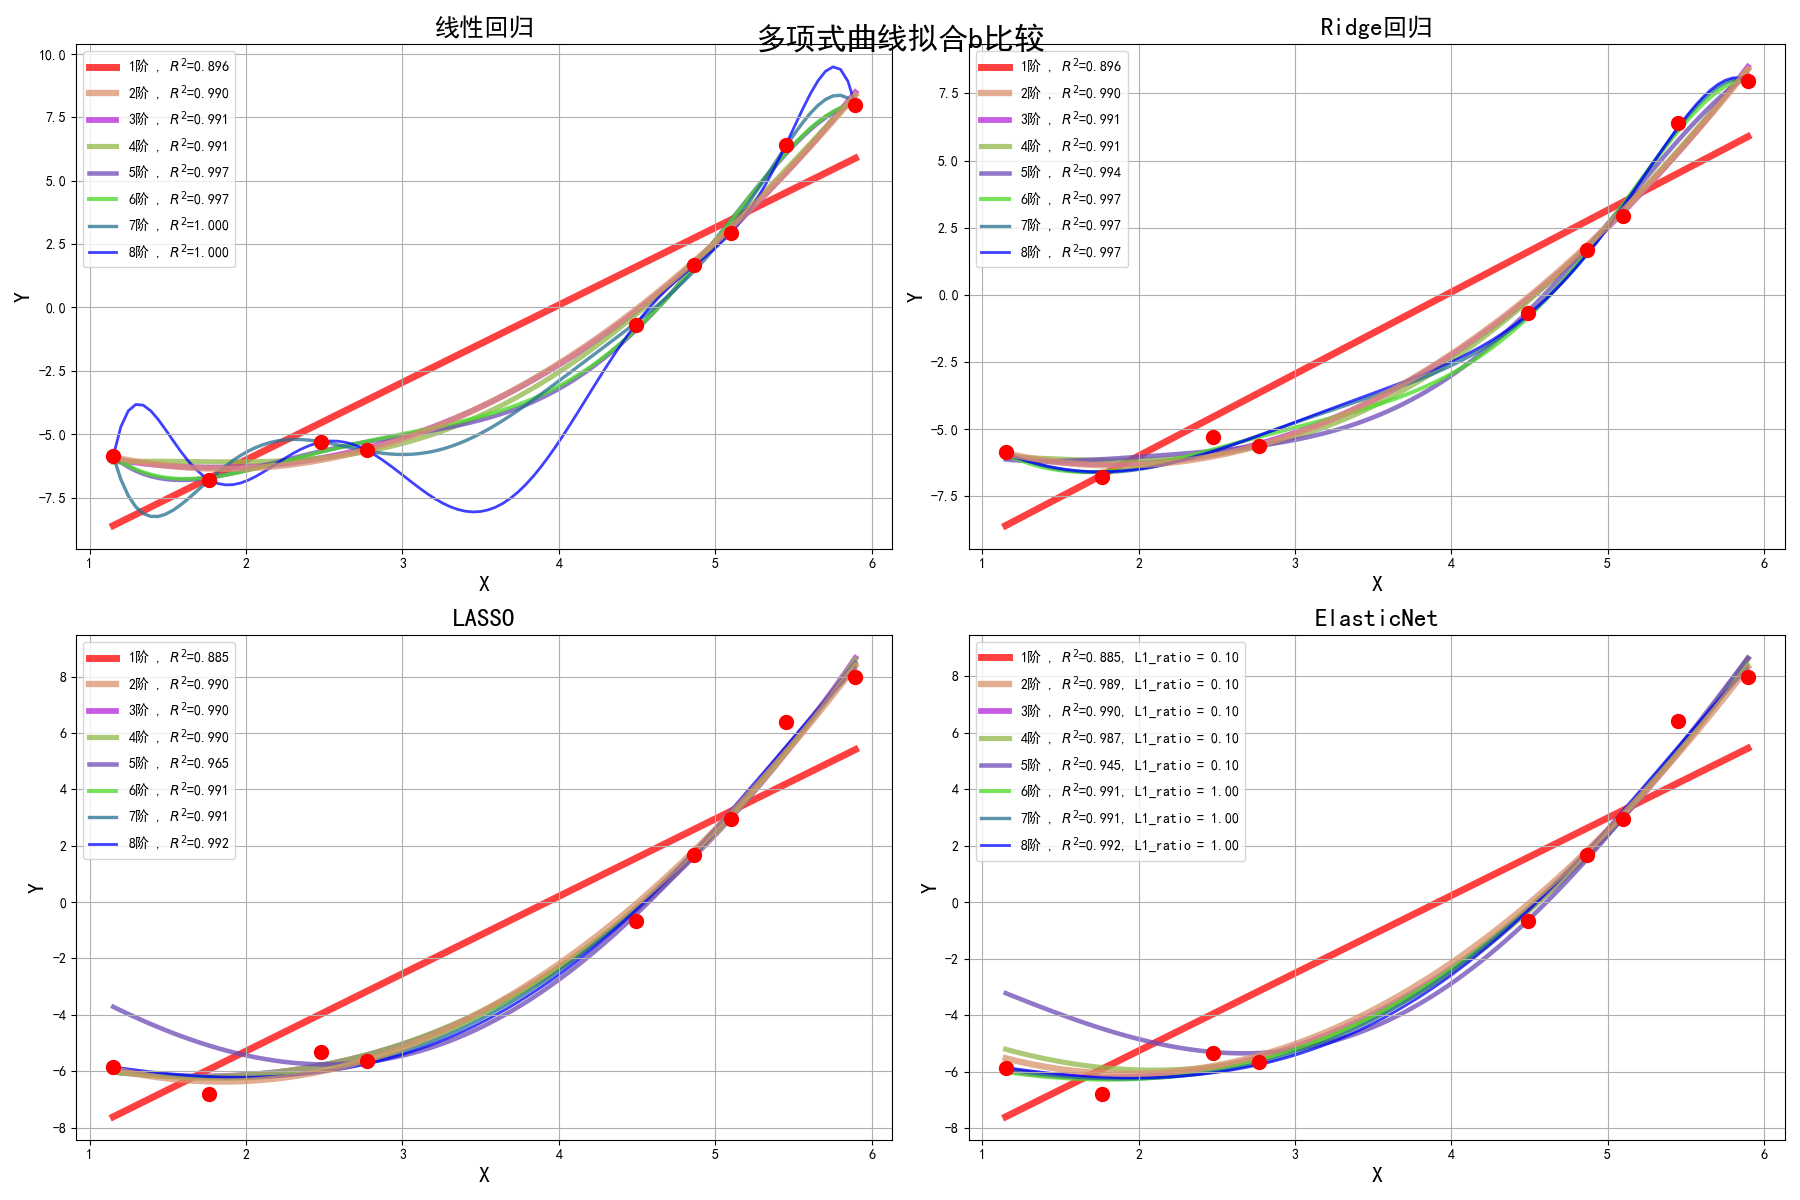 多项式曲线拟合b比较
线性回归
1阶, R²=0.896
2阶, R²=0.990
3阶, R²=0.991
4阶, R²=0.991
5阶, R²=0.997
6阶, R²=0.997
7阶, R²=1.000
8阶, R²=1.000
10.0
7.5
5.0
2.5
0.0
−2.5
−5.0
−7.5
Y
1 2 3 4 5 6
X
Ridge回归
1阶, R²=0.896
2阶, R²=0.990
3阶, R²=0.991
4阶, R²=0.991
5阶, R²=0.994
6阶, R²=0.997
7阶, R²=0.997
8阶, R²=0.997
7.5
5.0
2.5
0.0
−2.5
−5.0
−7.5
Y
1 2 3 4 5 6
X
LASSO
1阶, R²=0.885
2阶, R²=0.990
3阶, R²=0.990
4阶, R²=0.990
5阶, R²=0.965
6阶, R²=0.991
7阶, R²=0.991
8阶, R²=0.992
8
6
4
2
0
−2
−4
−6
−8
Y
1 2 3 4 5 6
X
ElasticNet
1阶, R²=0.885, L1_ratio = 0.10
2阶, R²=0.989, L1_ratio = 0.10
3阶, R²=0.990, L1_ratio = 0.10
4阶, R²=0.987, L1_ratio = 0.10
5阶, R²=0.945, L1_ratio = 0.10
6阶, R²=0.991, L1_ratio = 1.00
7阶, R²=0.991, L1_ratio = 1.00
8阶, R²=0.992, L1_ratio = 1.00
8
6
4
2
0
−2
−4
−6
−8
Y
1 2 3 4 5 6
X